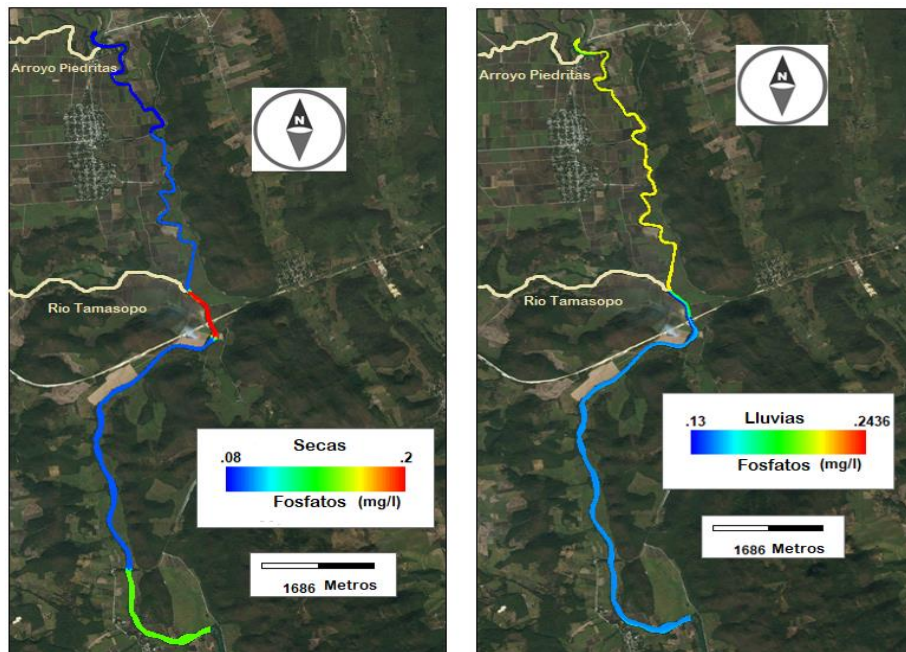 Arroyo Piedritas
N
Rio Tamasopo
Secas
.08 .2
Fosfatos (mg/l)
1686 Metros
Arroyo Piedritas
N
Rio Tamasopo
Lluvias
.13 .2436
Fosfatos (mg/l)
1686 Metros